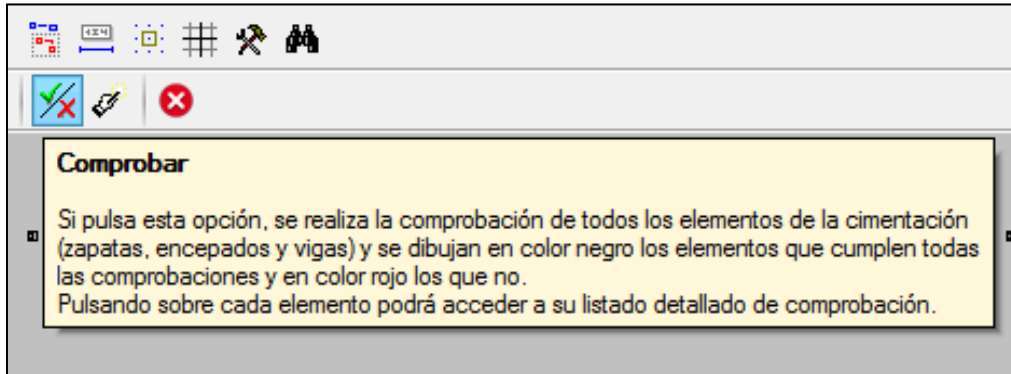 Comprobar
Si pulsa esta opción, se realiza la comprobación de todos los elementos de la cimentación
(zapatas, encepados y vigas) y se dibujan en color negro los elementos que cumplen todas
las comprobaciones y en color rojo los que no.
Pulsando sobre cada elemento podrá acceder a su listado detallado de comprobación.